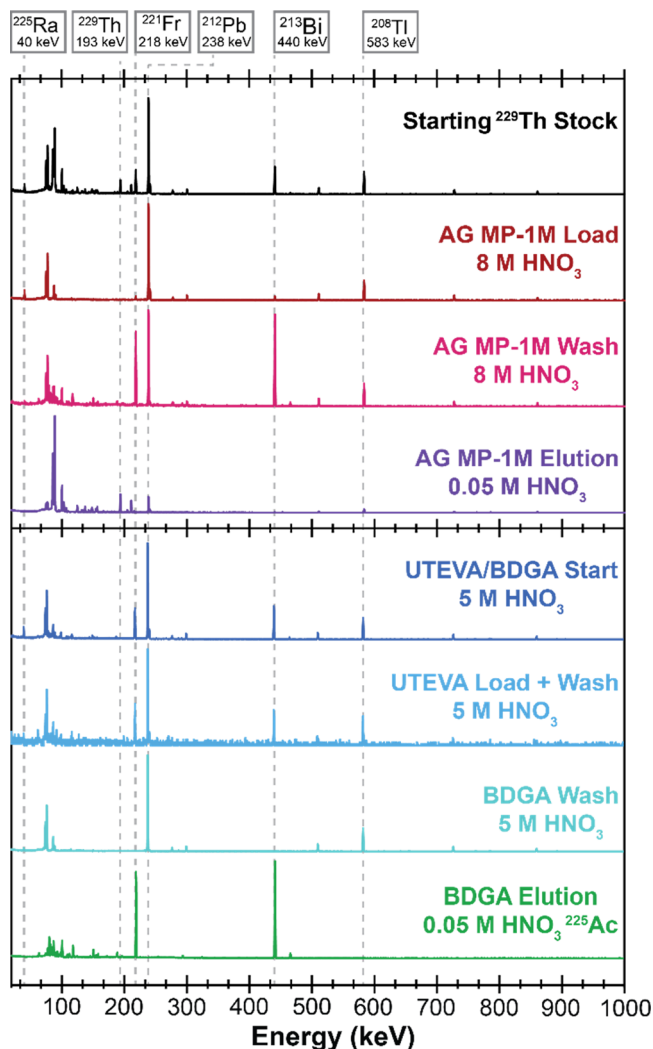 ²²⁵Ra ²²⁹Th ²²¹Fr ²¹²Pb ²¹³Bi ²⁰⁸Tl
40 keV 193 keV 218 keV 238 keV 440 keV 583 keV
Starting ²²⁹Th Stock
AG MP-1M Load
8 M HNO₃
AG MP-1M Wash
8 M HNO₃
AG MP-1M Elution
0.05 M HNO₃
UTEVA/BDGA Start
5 M HNO₃
UTEVA Load + Wash
5 M HNO₃
BDGA Wash
5 M HNO₃
BDGA Elution
0.05 M HNO₃ ²²⁵Ac
100 200 300 400 500 600 700 800 900 1000
Energy (keV)